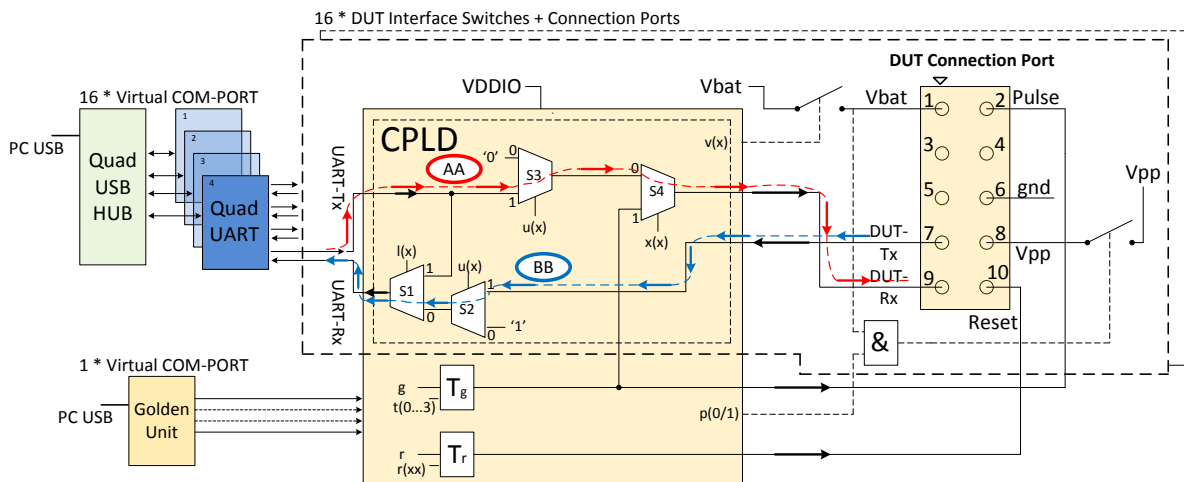 16 * DUT Interface Switches + Connection Ports
DUT Connection Port
16 * Virtual COM-PORT
VDDIO
Vbat
Vbat
1
2
Pulse
PC USB
Quad
USB
HUB
1
2
3
4
Quad
UART
UART-Tx
UART-Rx
CPLD
AA
'0'
0
1
S3
u(x)
0
1
S4
x(x)
v(x)
3
4
5
6
gnd
Vpp
7
8
Vpp
DUT-
Tx
DUT-
Rx
9
10
Reset
BB
l(x)
S1
1
0
u(x)
S2
1
0
'1'
&
1 * Virtual COM-PORT
PC USB
Golden
Unit
g
t(0...3)
Tg
p(0/1)
r
r(xx)
Tr